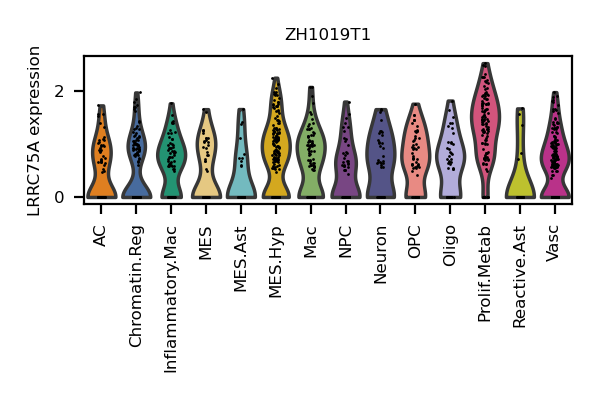 ZH1019T1
LRRC75A expression
2
0
AC
Chromatin.Reg
Inflammatory.Mac
MES
MES.Ast
MES.Hyp
Mac
NPC
Neuron
OPC
Oligo
Prolif.Metab
Reactive.Ast
Vasc